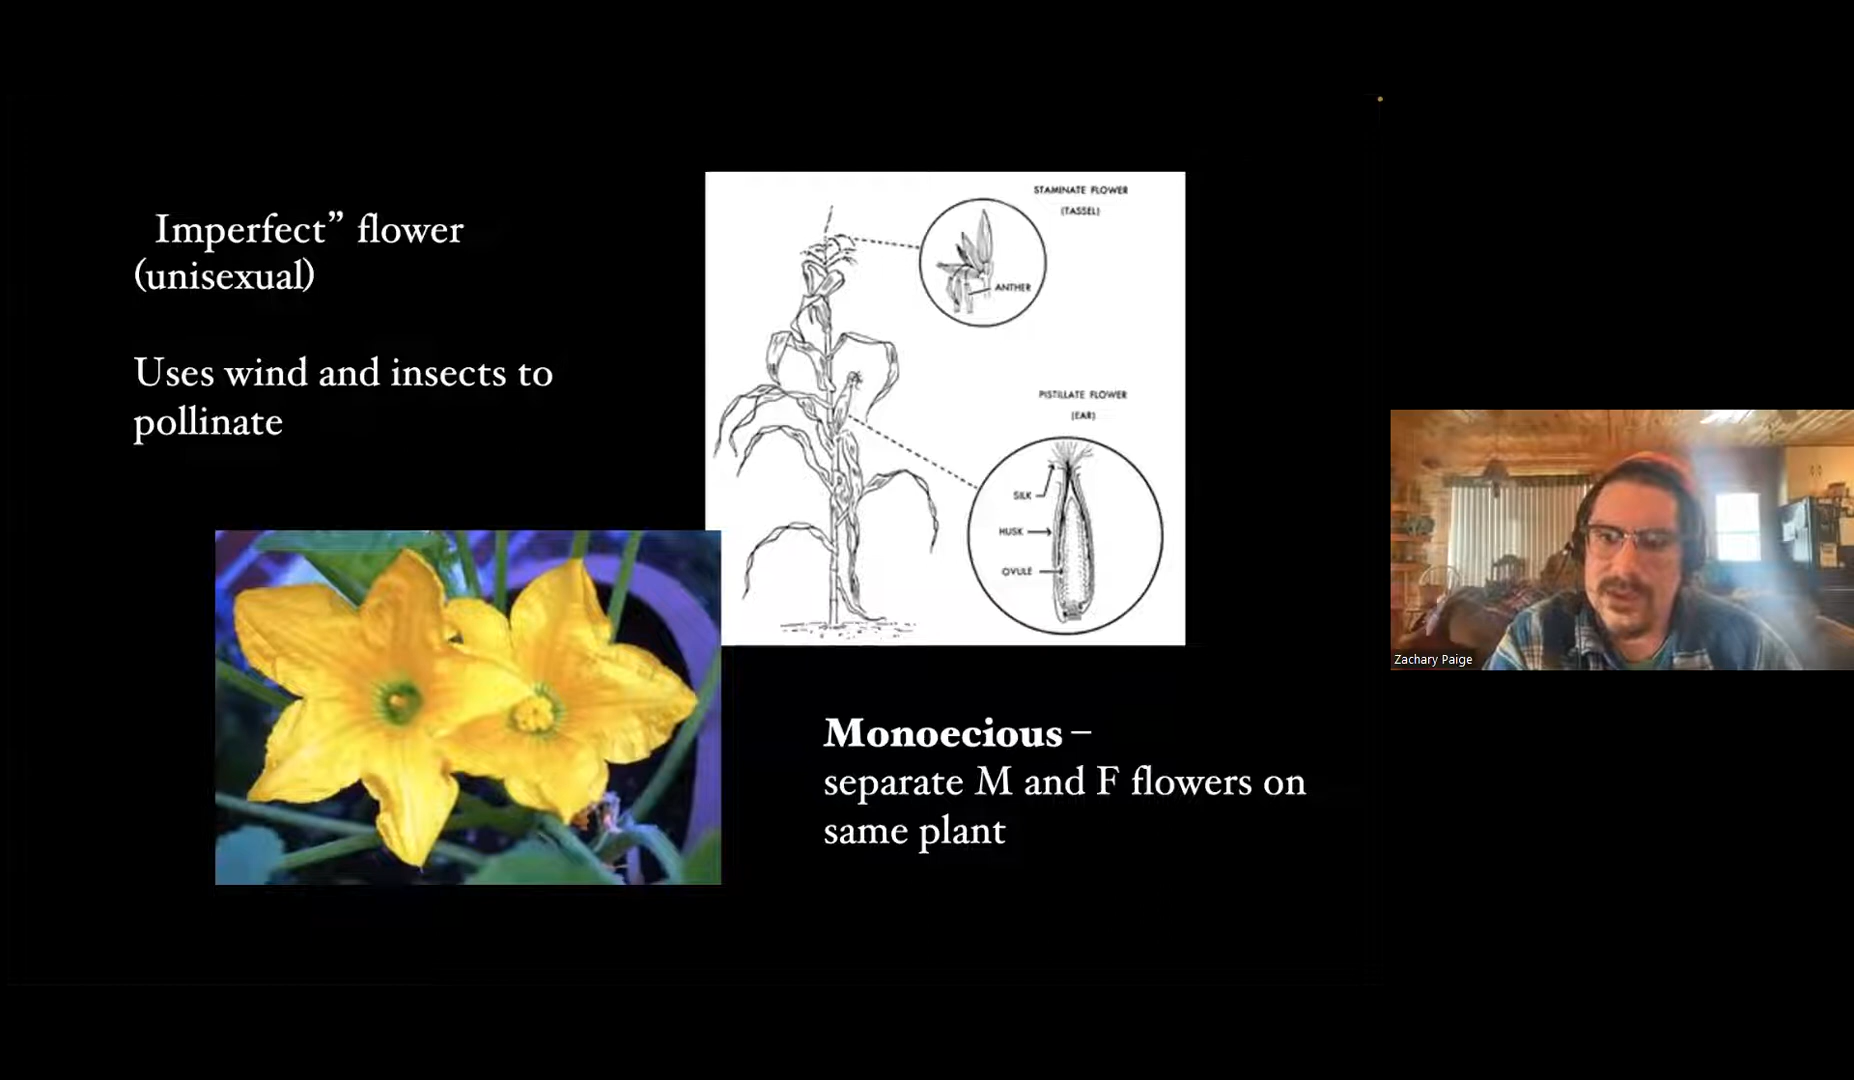 Imperfect” flower
(unisexual)
Uses wind and insects to
pollinate
STAMINATE FLOWER
(TASSEL)
ANTHER
PISTILLATE FLOWER
(EAR)
SILK
HUSK
OVULE
Monoecious –
separate M and F flowers on
same plant
Zachary Paige